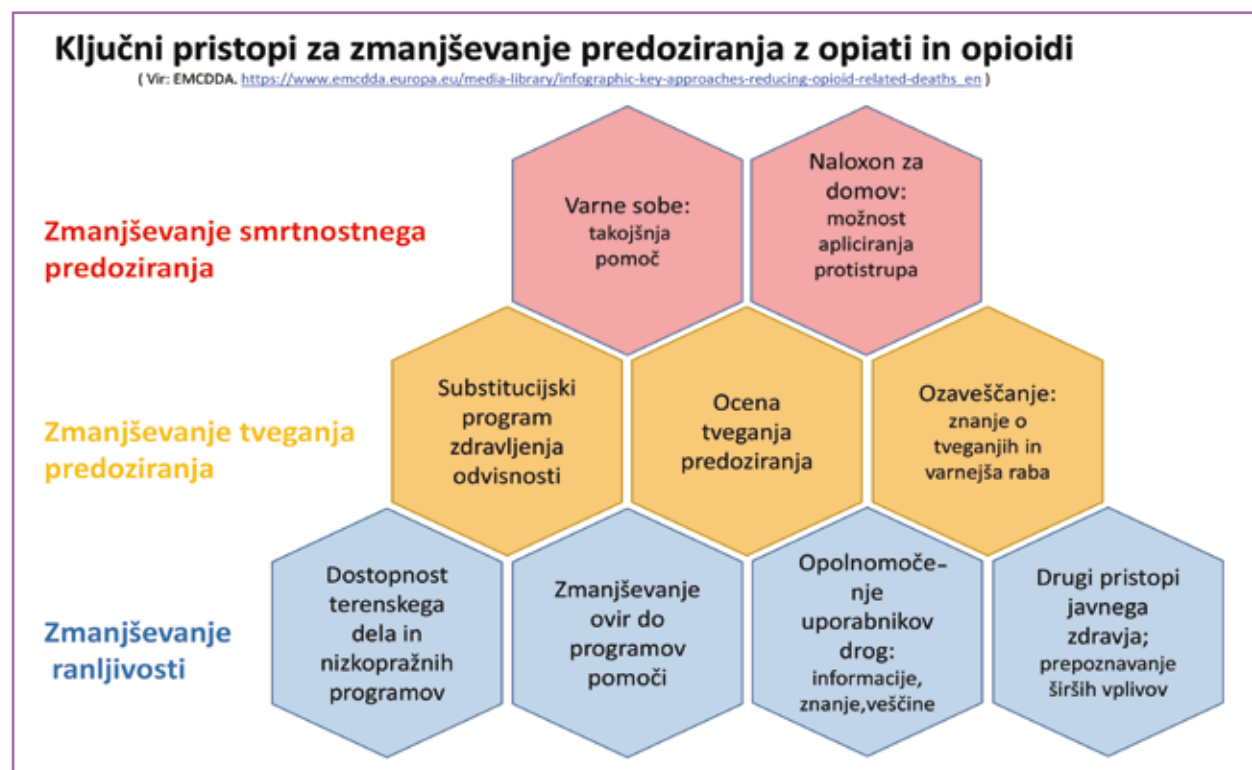 Ključni pristopi za zmanjševanje predoziranja z opiati in opioidi
( Vir: EMCDDA. https://www.emcdda.europa.eu/media-library/infographic-key-approaches-reducing-opioid-related-deaths_en )
Zmanjševanje smrtnostnega
predoziranja
Varne sobe:
takojšnja
pomoč
Naloxon za
domov:
možnost
apliciranja
protistrupa
Zmanjševanje tveganja
predoziranja
Substitucijski
program
zdravljenja
odvisnosti
Ocena
tveganja
predoziranja
Ozaveščanje:
znanje o
tveganjih in
varnejša raba
Zmanjševanje
ranljivosti
Dostopnost
terenskega
dela in
nizkopražnih
programov
Zmanjševanje
ovir do
programov
pomoči
Opolnomoče-
nje
uporabnikov
drog:
informacije,
znanje,veščine
Drugi pristopi
javnega
zdravja;
prepoznavanje
širših vplivov